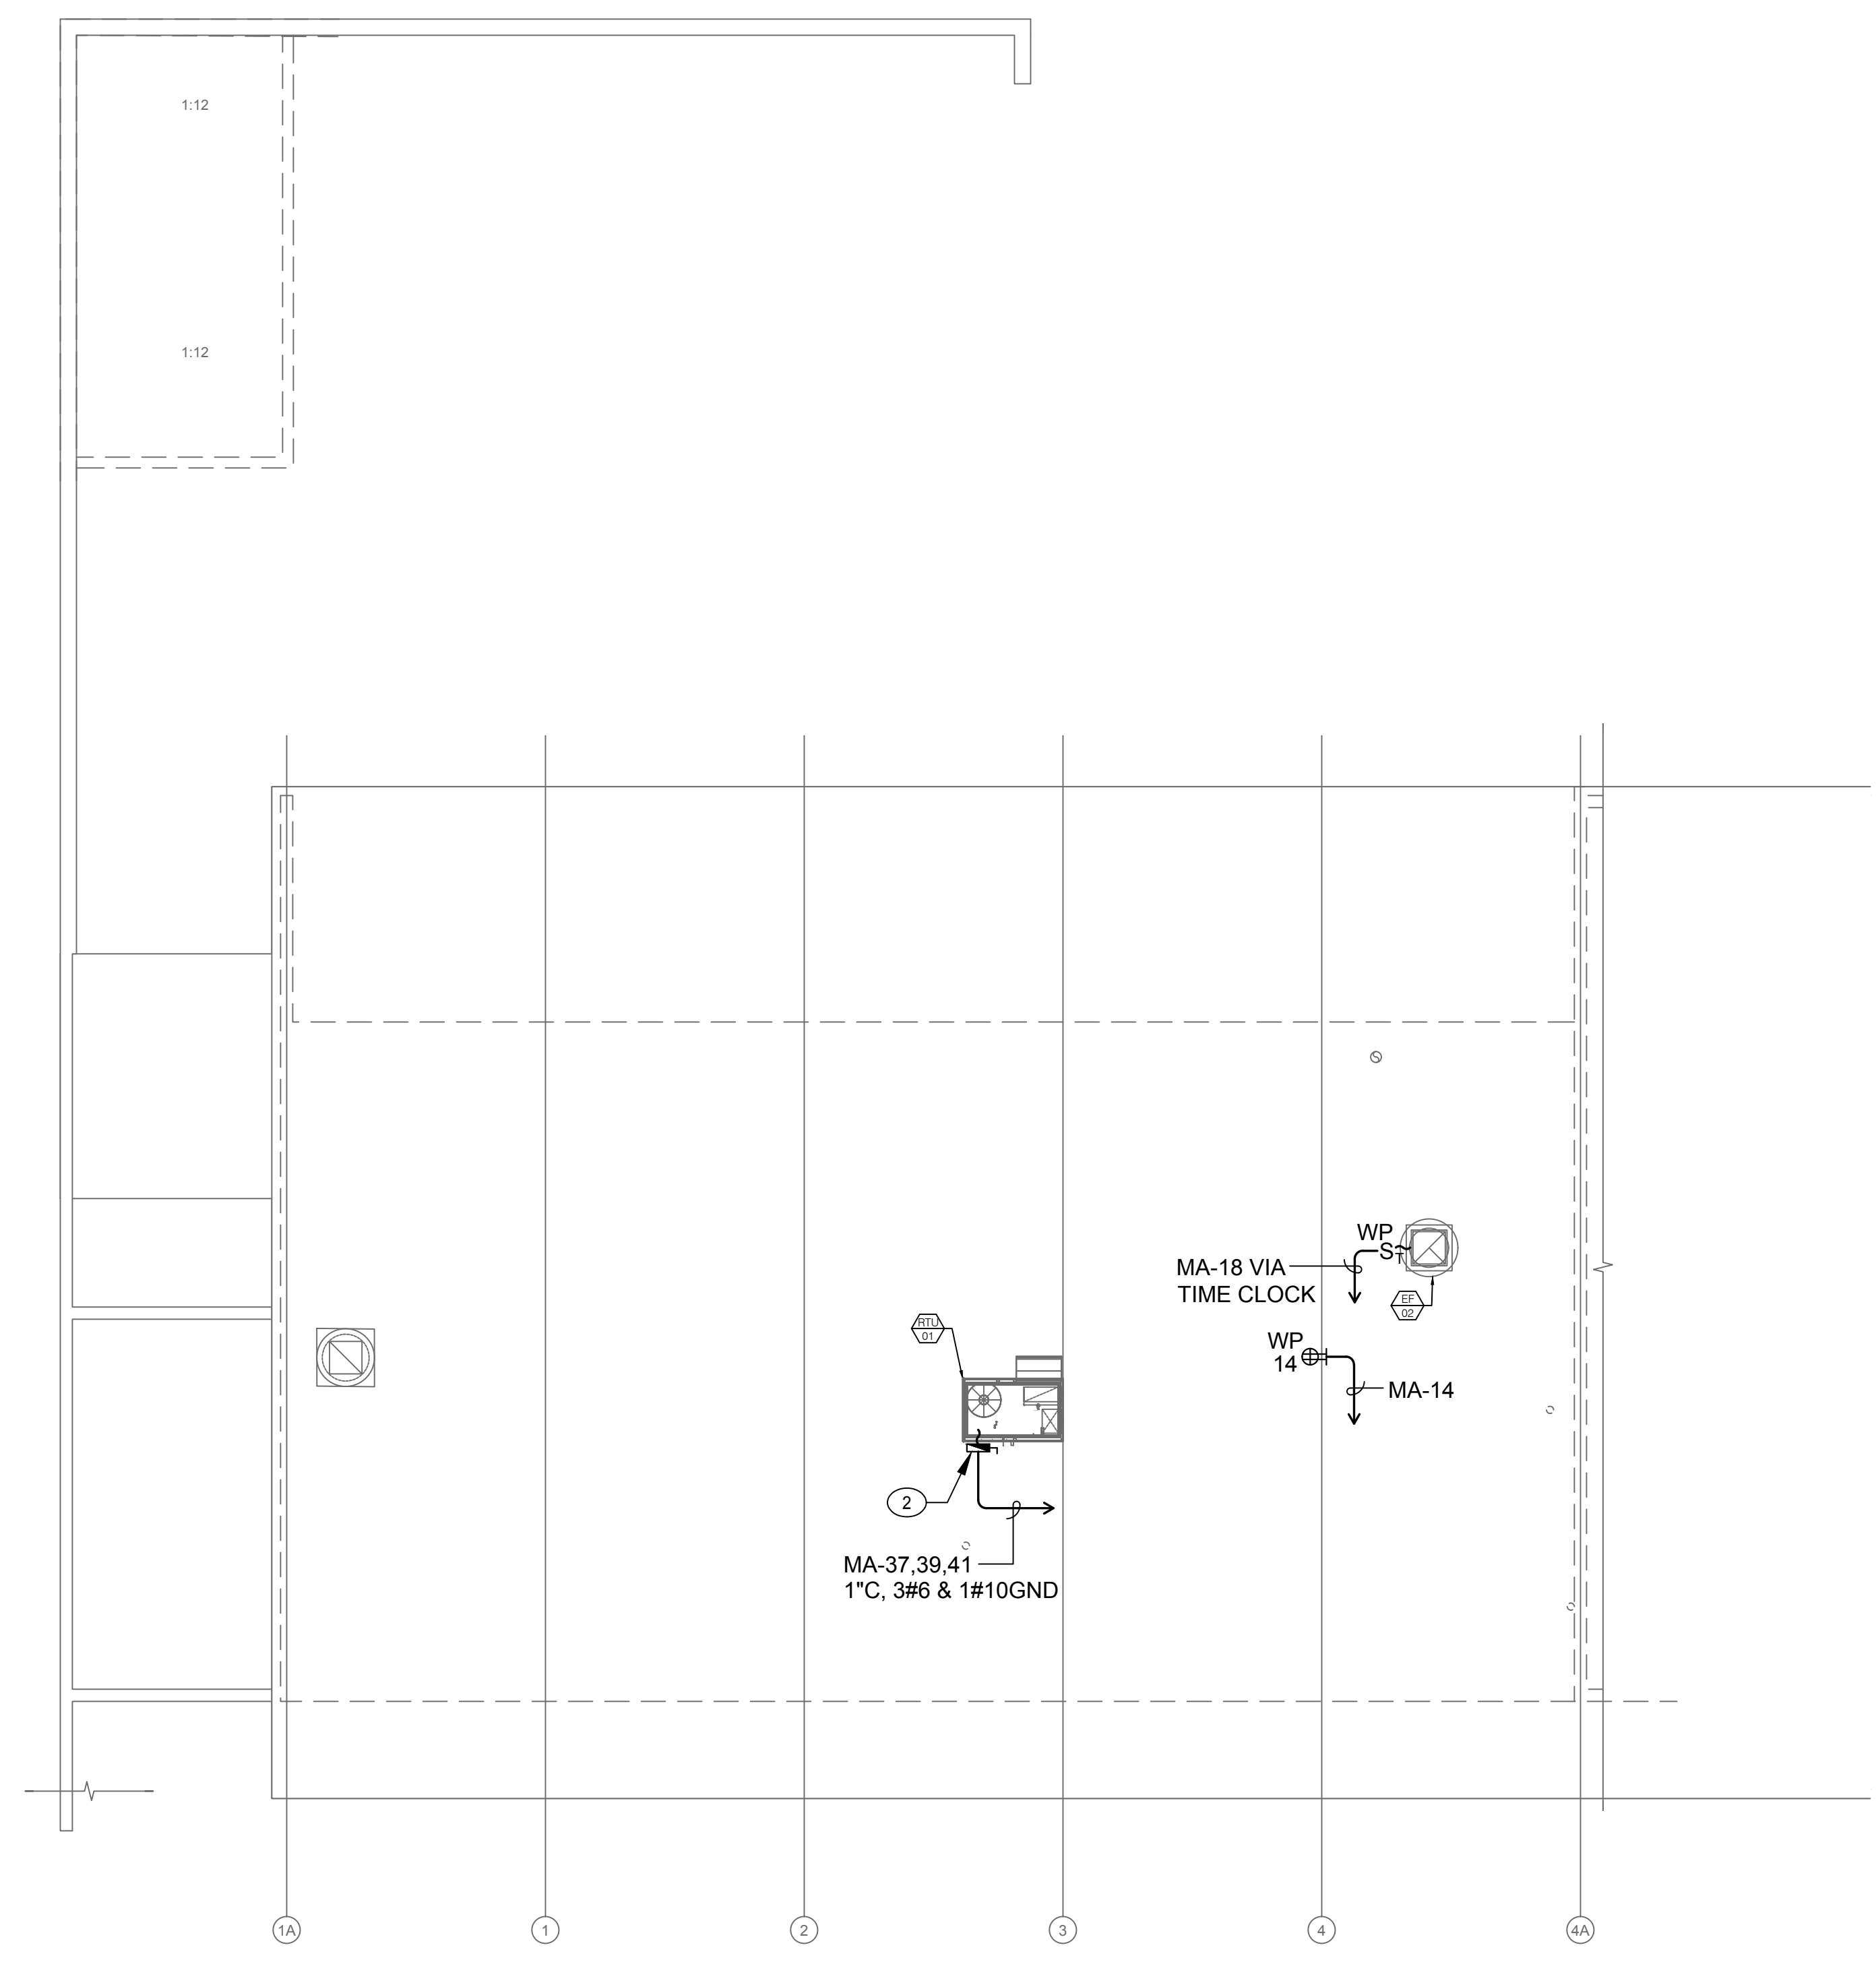 1:12
1:12
WP
S_T
MA-18 VIA
TIME CLOCK
EF
02
RTU
01
WP
14
MA-14
2
MA-37,39,41
1"C, 3#6 & 1#10GND
1A
1
2
3
4
4A